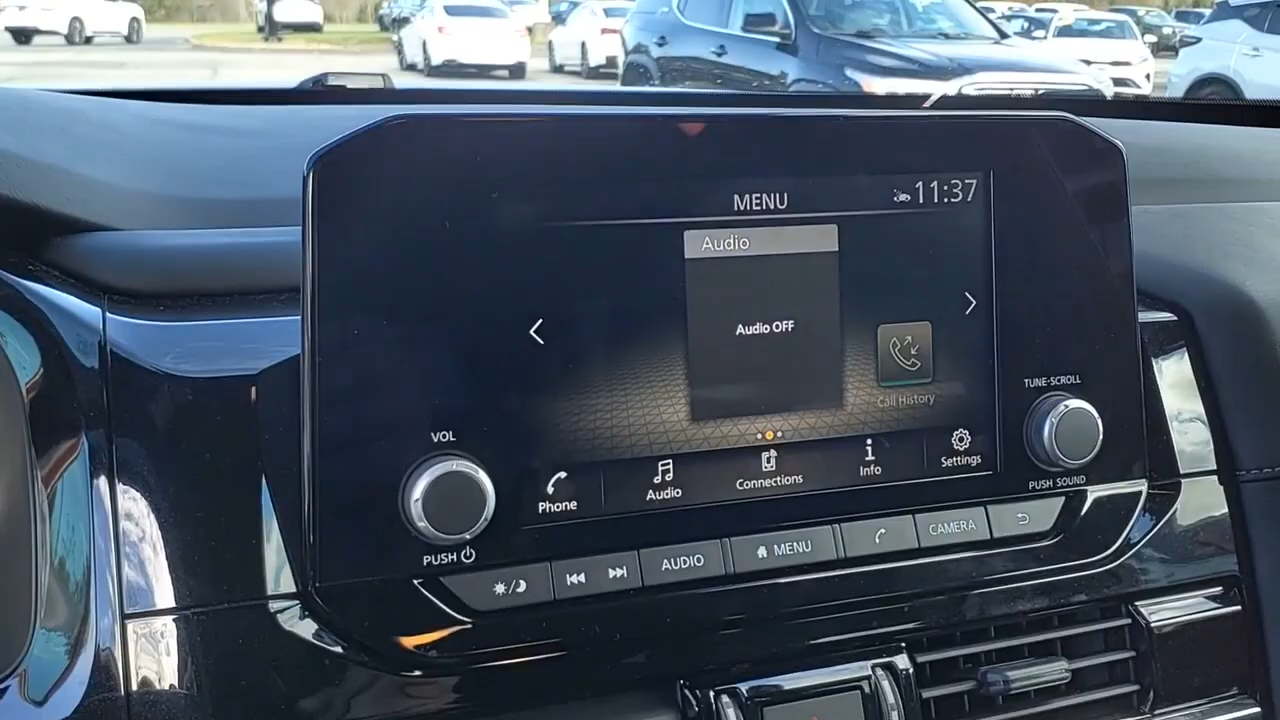 MENU
11:37
Audio
Audio OFF
Call History
TUNE·SCROLL
VOL
Phone
Audio
Connections
Info
Settings
PUSH SOUND
PUSH
AUDIO
MENU
CAMERA